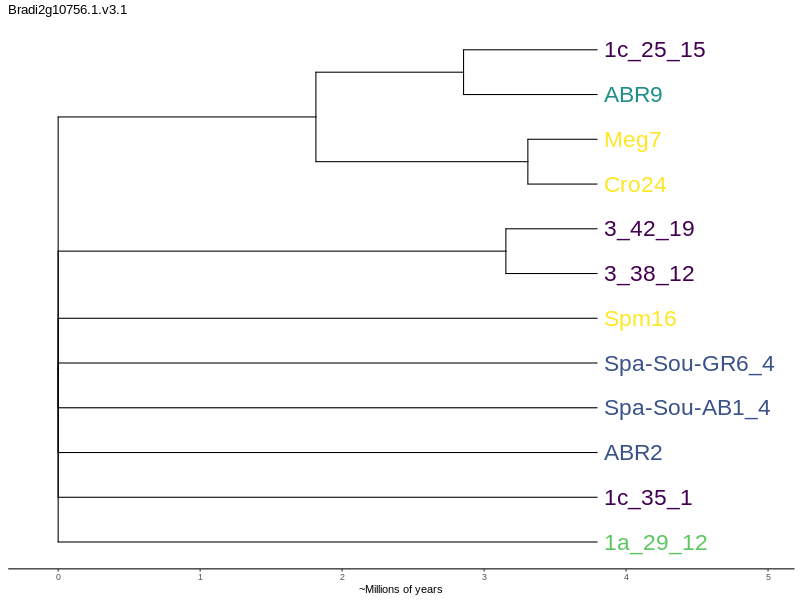 Bradi2g10756.1.v3.1
1c_25_15
ABR9
Meg7
Cro24
3_42_19
3_38_12
Spm16
Spa-Sou-GR6_4
Spa-Sou-AB1_4
ABR2
1c_35_1
1a_29_12
0 1 2 3 4 5
~Millions of years